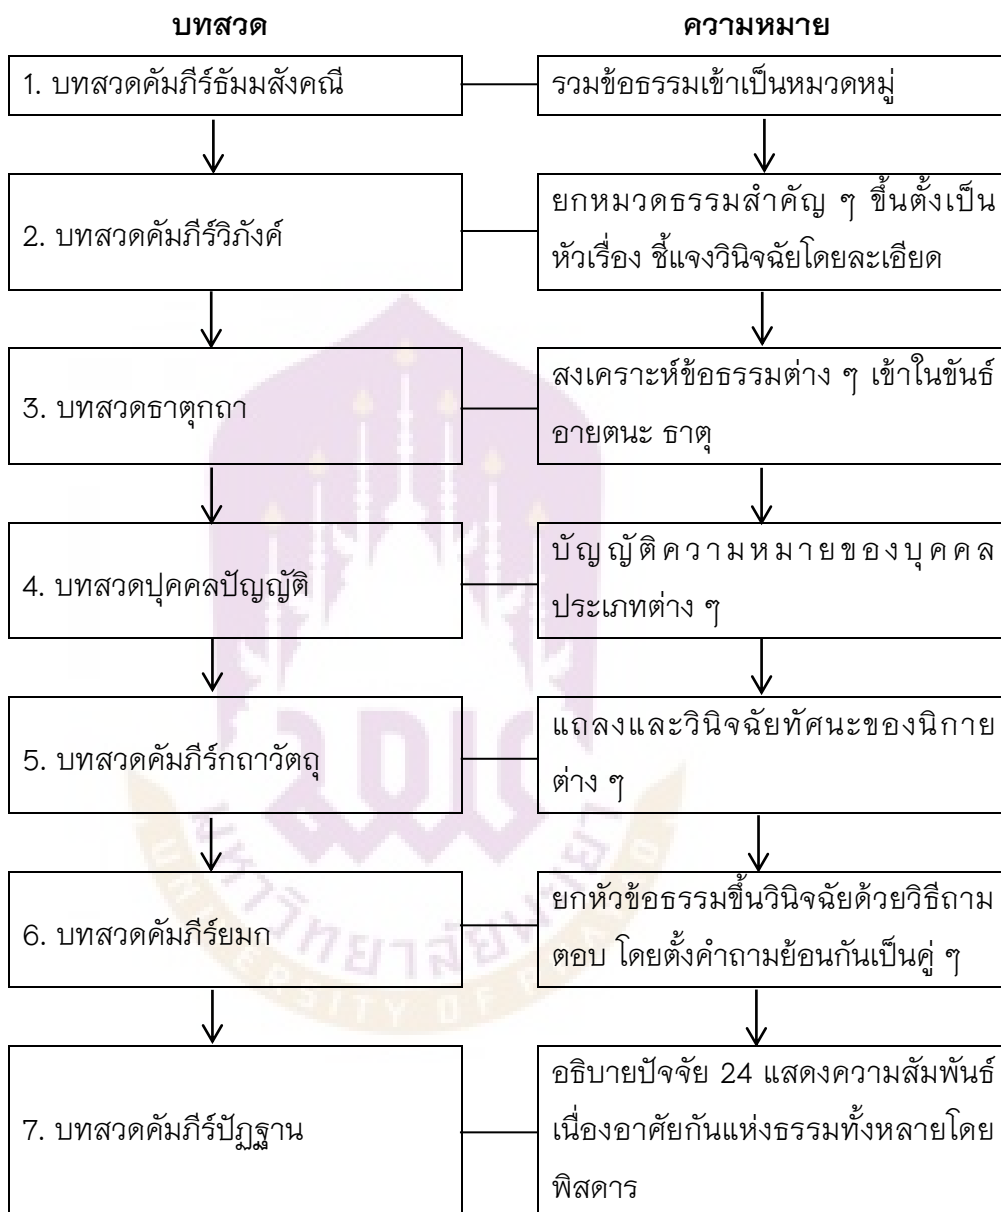 บทสวด
ความหมาย
1. บทสวดคัมภีร์ธัมมสังคณี
รวมข้อธรรมเข้าเป็นหมวดหมู่
2. บทสวดคัมภีร์วิภังค์
ยกหมวดธรรมสำคัญ ๆ ขึ้นตั้งเป็น
หัวเรื่อง ชี้แจงวินิจฉัยโดยละเอียด
3. บทสวดธาตุกถา
สงเคราะห์ข้อธรรมต่าง ๆ เข้าในขันธ์
อายตนะ ธาตุ
4. บทสวดปุคคลปัญญัติ
บัญญัติความหมายของบุคคล
ประเภทต่าง ๆ
5. บทสวดคัมภีร์กถาวัตถุ
แถลงและวินิจฉัยทัศนะของนิกาย
ต่าง ๆ
6. บทสวดคัมภีร์ยมก
ยกหัวข้อธรรมขึ้นวินิจฉัยด้วยวิธีถาม
ตอบ โดยตั้งคำถามย้อนกันเป็นคู่ ๆ
7. บทสวดคัมภีร์ปัฏฐาน
อธิบายปัจจัย 24 แสดงความสัมพันธ์
เนื่องอาศัยกันแห่งธรรมทั้งหลายโดย
พิสดาร
มหาวิทยาลัยพะเยา
UNIVERSITY OF PHAYAO